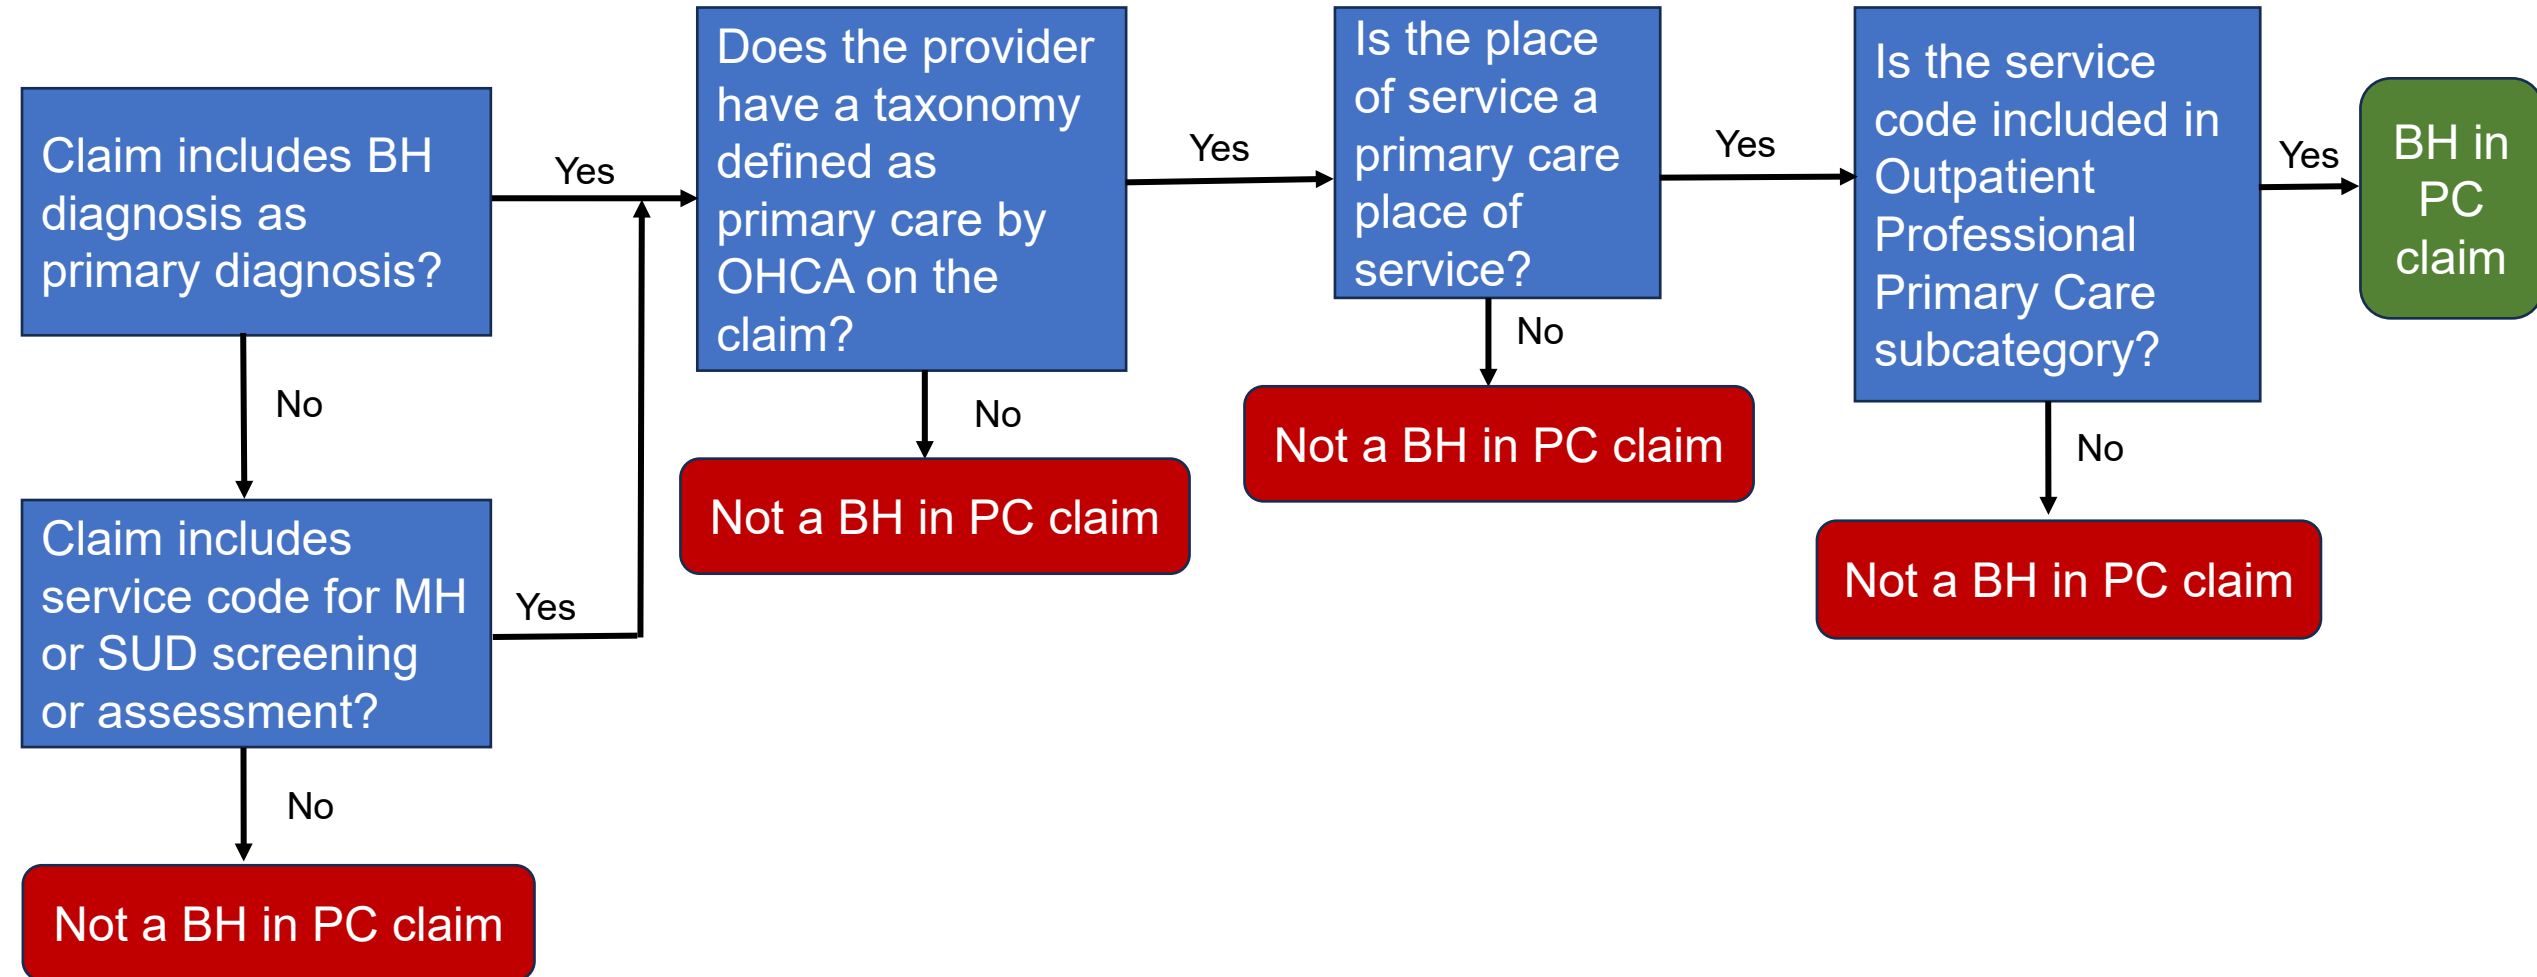 Claim includes BH
diagnosis as
primary diagnosis?
Yes
No
Claim includes
service code for MH
or SUD screening
or assessment?
Yes
No
Not a BH in PC claim
Does the provider
have a taxonomy
defined as
primary care by
OHCA on the
claim?
Yes
No
Not a BH in PC claim
Is the place
of service a
primary care
place of
service?
Yes
No
Not a BH in PC claim
Is the service
code included in
Outpatient
Professional
Primary Care
subcategory?
Yes
No
Not a BH in PC claim
BH in
PC
claim